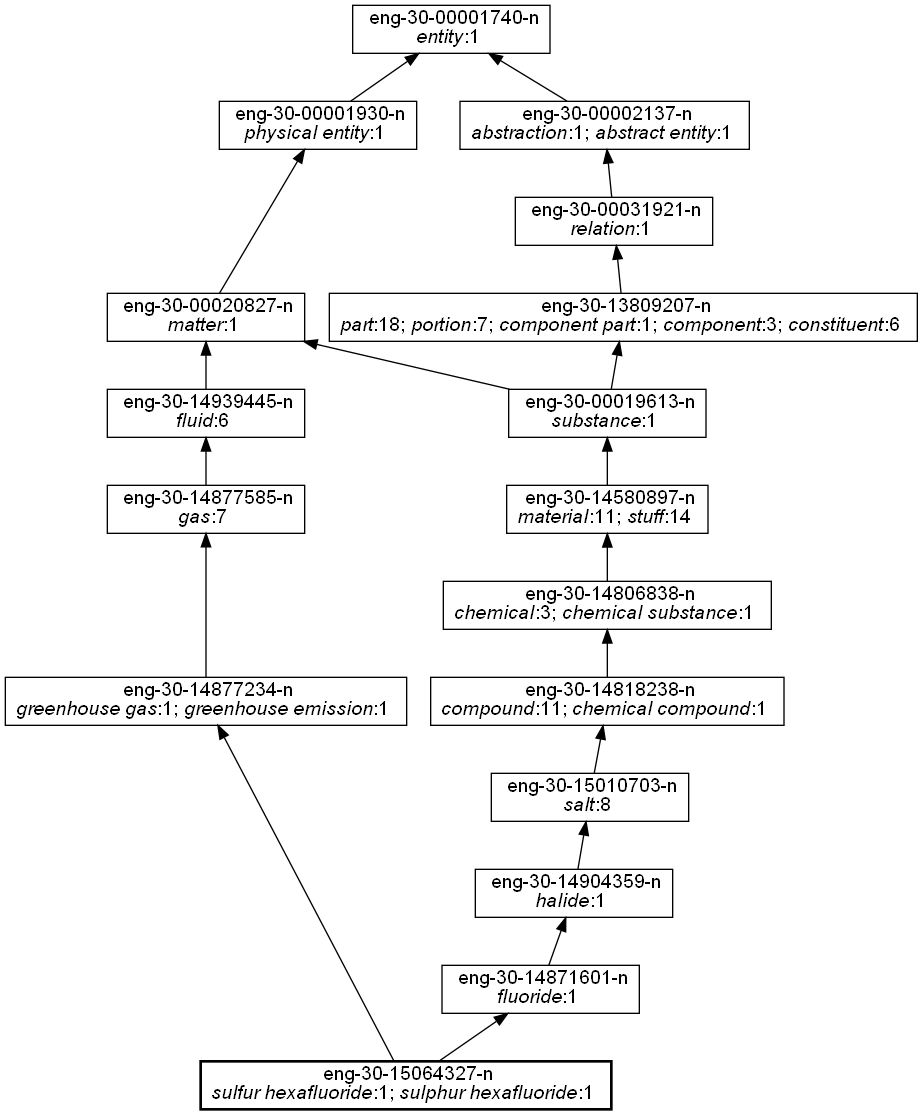 eng-30-00001740-n
entity:1
eng-30-00001930-n
physical entity:1
eng-30-00002137-n
abstraction:1; abstract entity:1
eng-30-00031921-n
relation:1
eng-30-00020827-n
matter:1
eng-30-13809207-n
part:18; portion:7; component part:1; component:3; constituent:6
eng-30-14939445-n
fluid:6
eng-30-00019613-n
substance:1
eng-30-14877585-n
gas:7
eng-30-14580897-n
material:11; stuff:14
eng-30-14806838-n
chemical:3; chemical substance:1
eng-30-14877234-n
greenhouse gas:1; greenhouse emission:1
eng-30-14818238-n
compound:11; chemical compound:1
eng-30-15010703-n
salt:8
eng-30-14904359-n
halide:1
eng-30-14871601-n
fluoride:1
eng-30-15064327-n
sulfur hexafluoride:1; sulphur hexafluoride:1